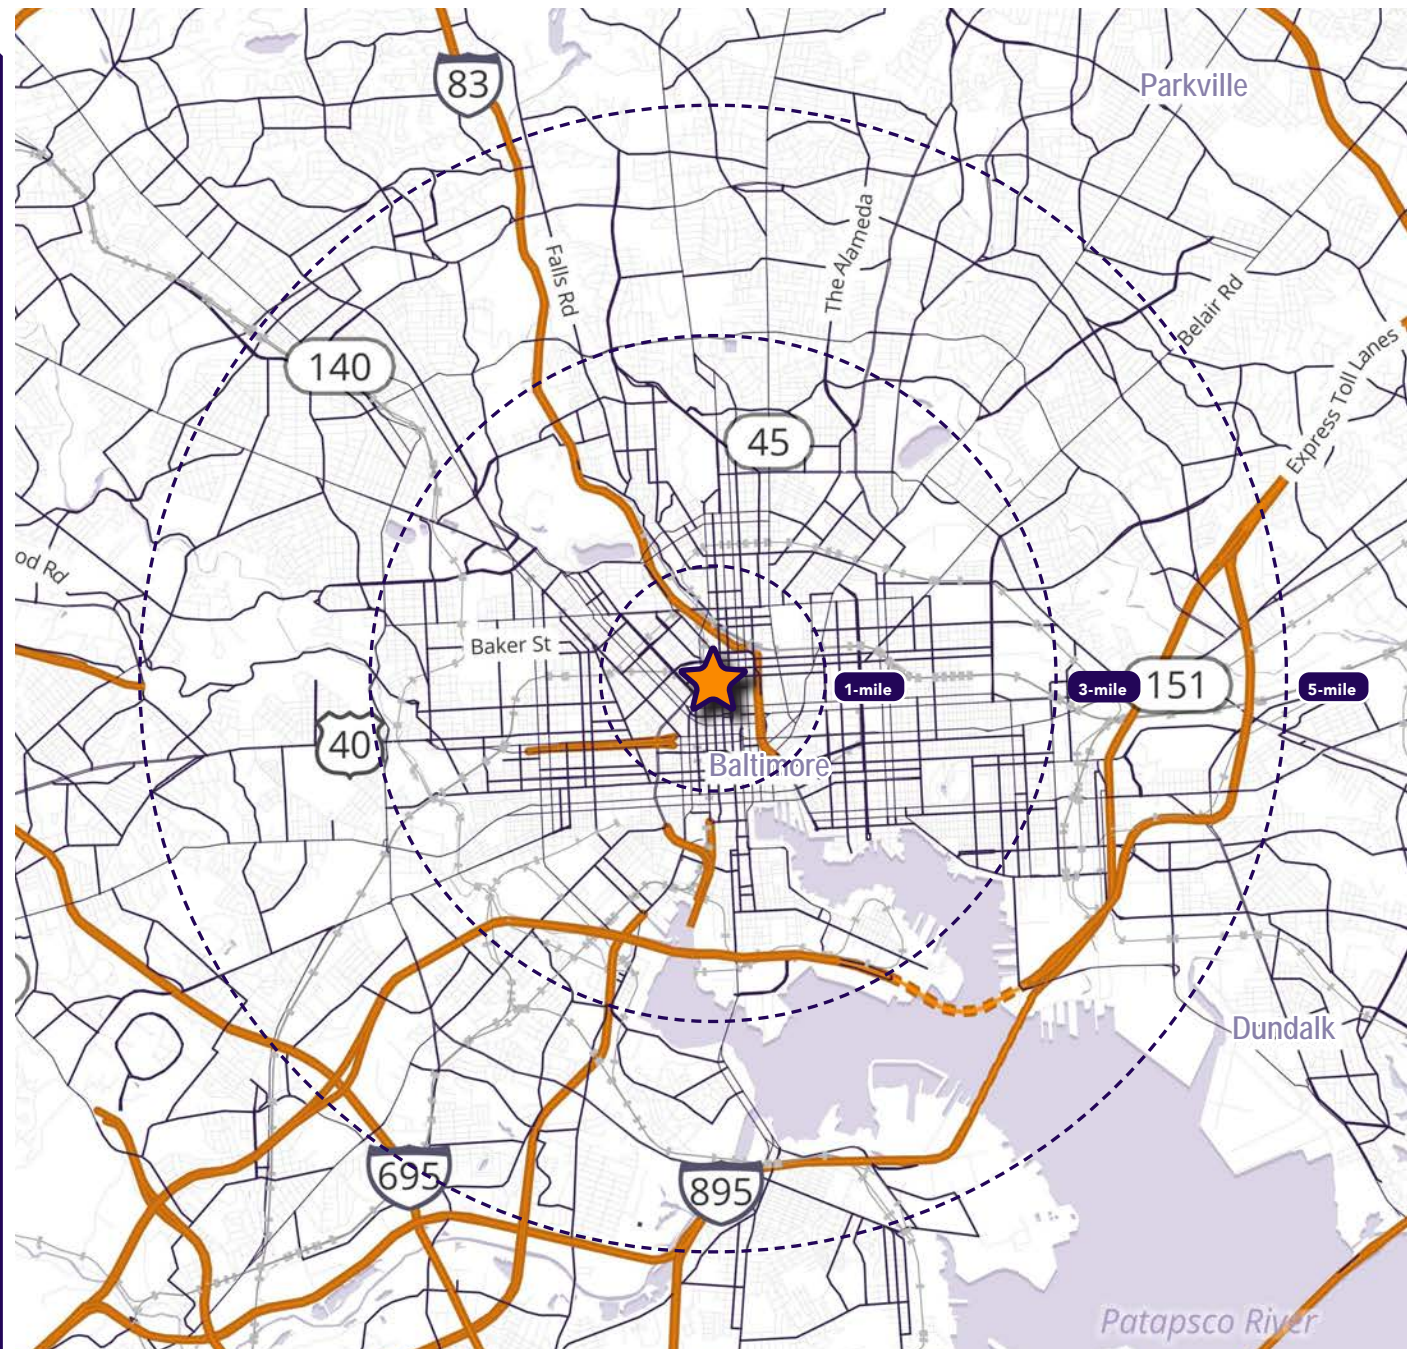 83
Parkville
Falls Rd
The Alameda
Belair Rd
Express Toll Lanes
140
45
od Rd
Baker St
1-mile
3-mile
151
5-mile
40
Baltimore
Dundalk
695
895
Patapsco River